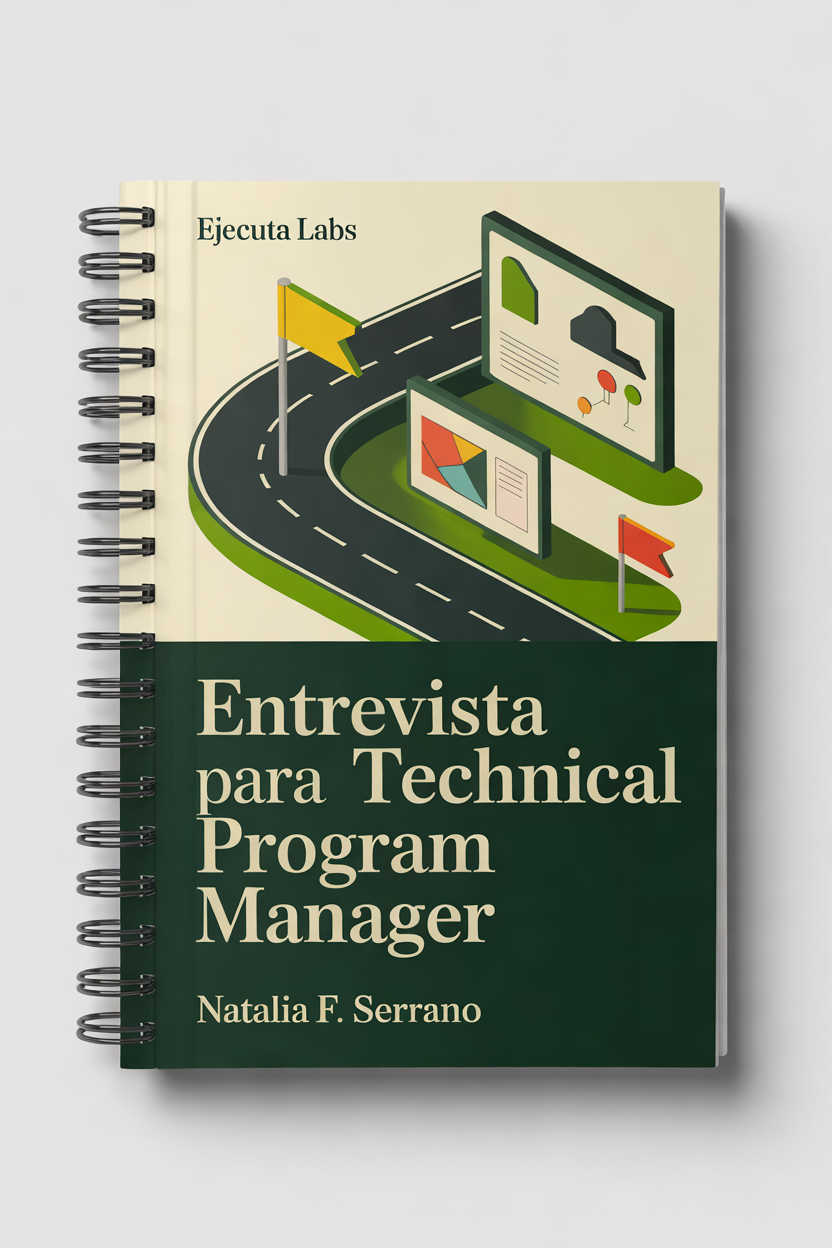 Ejecuta Labs
Entrevista
para Technical
Program
Manager
Natalia F. Serrano